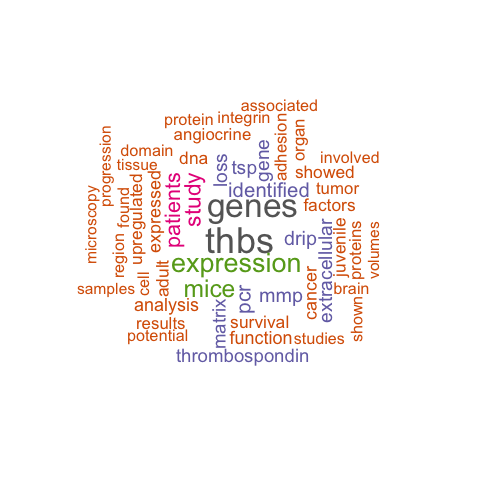 associated
protein
integrin
angiocrine
progression
domain
tissue
dna
loss
tsp
gene
adhesion
organ
involved
showed
tumor
factors
identified
microscopy
region
found
upregulated
expressed
patients
study
genes
thbs
drip
extracellular
juvenile
proteins
volumes
expression
mice
pcr
mmp
cancer
brain
shown
samples
cell
adult
analysis
matrix
results
potential
survival
function
studies
thrombospondin